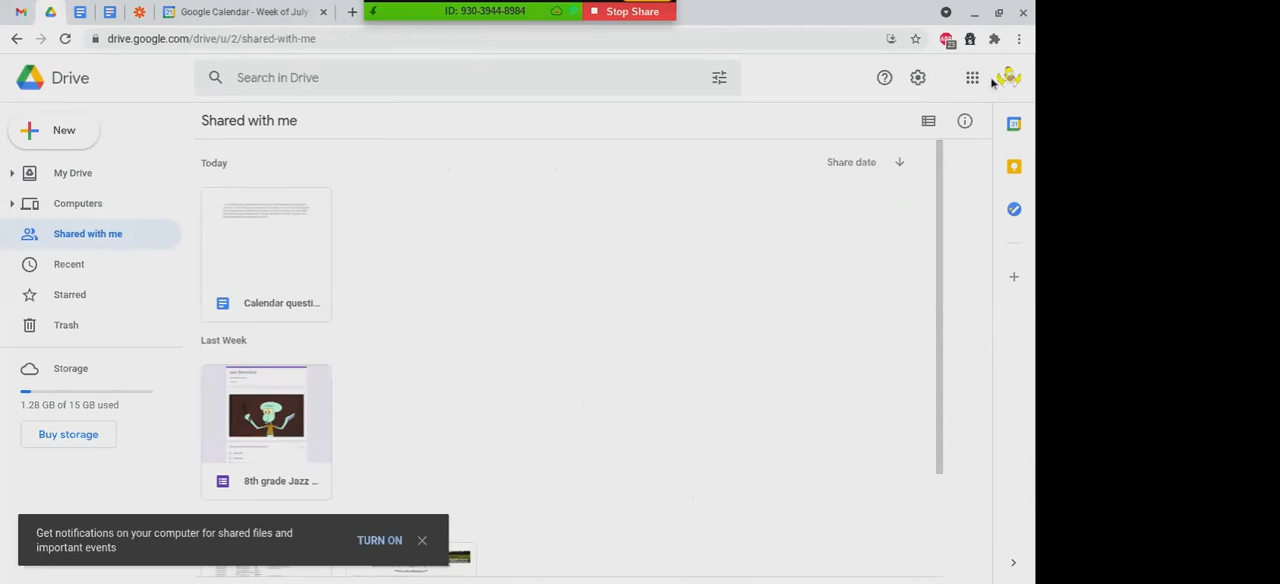 Google Calendar - Week of July
ID: 930-3944-8984
Stop Share
drive.google.com/drive/u/2/shared-with-me
23
Drive
Search in Drive
New
My Drive
Computers
Shared with me
Recent
Starred
Trash
Storage
1.28 GB of 15 GB used
Buy storage
Shared with me
Today
Share date
Calendar questi...
Last Week
8th grade Jazz ...
31
Get notifications on your computer for shared files and
important events
TURN ON